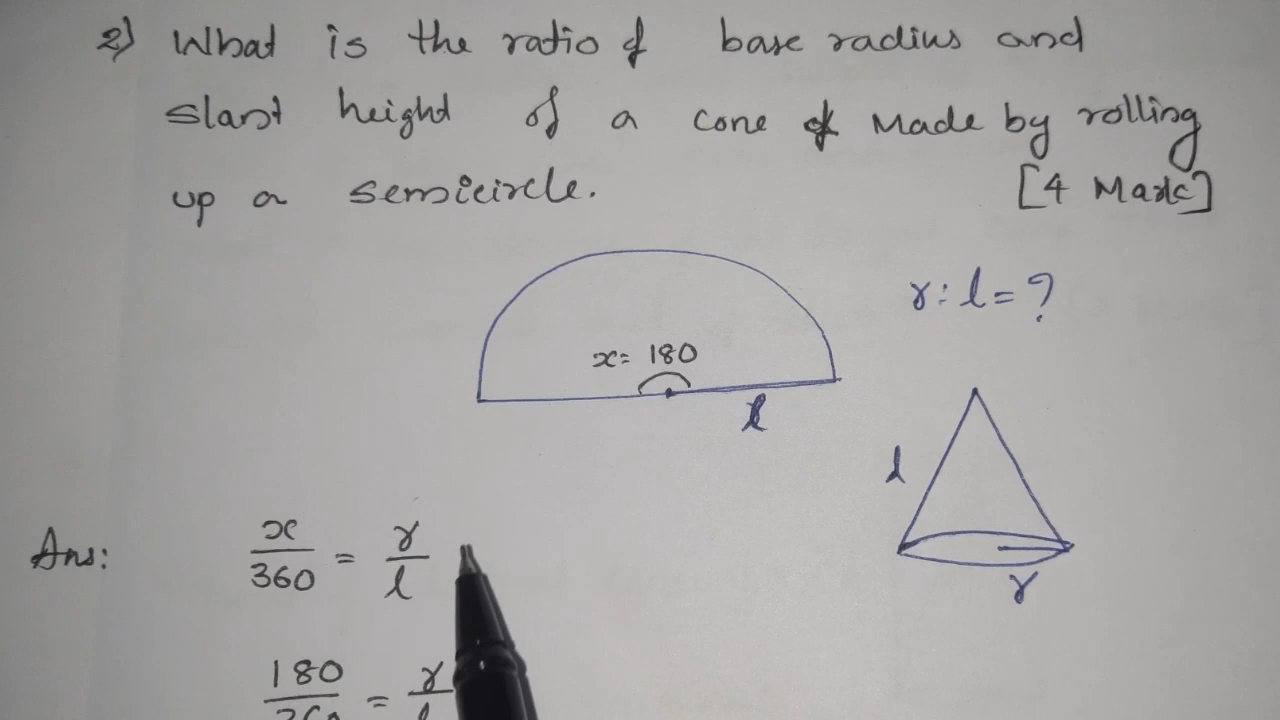 2) What is the ratio of base radius and
slant height of a cone of Made by rolling
up a semicircle. [4 Mark]
r : l = ?
x = 180
l
l
r
Ans: x/360 = r/l
180/360 = r/l